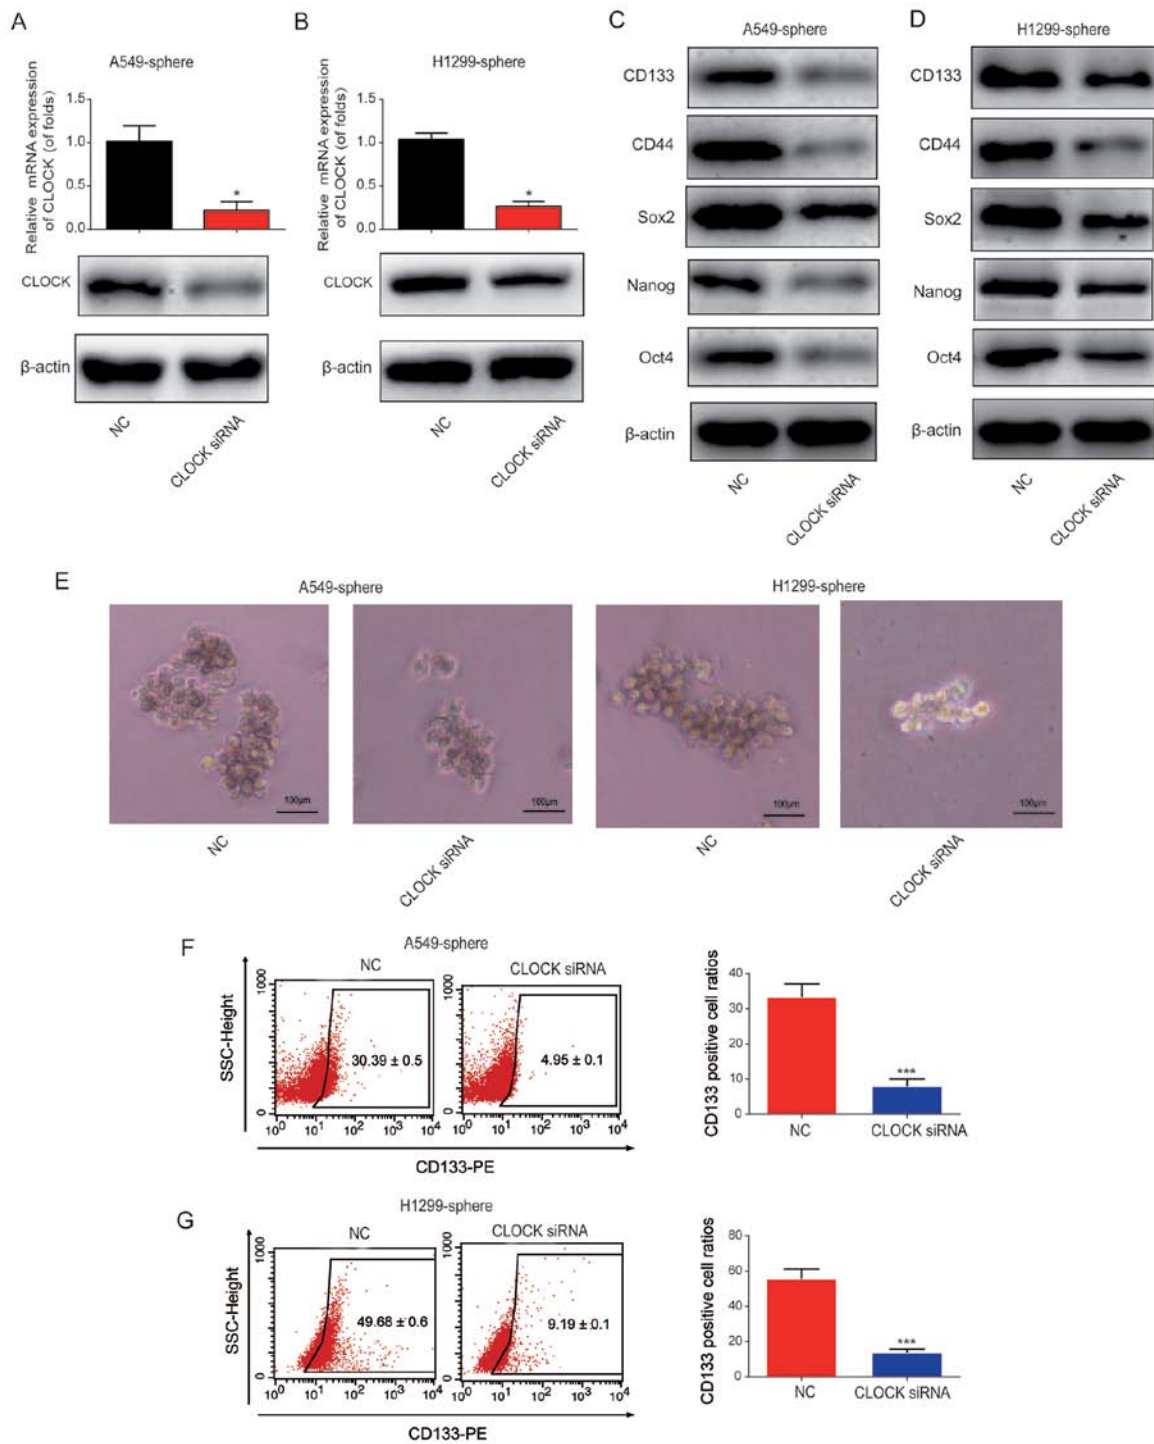 A
A549-sphere
Relative mRNA expression
of CLOCK (of folds)
1.5
1.0
0.5
0.0
*
CLOCK
β-actin
NC
CLOCK siRNA
B
H1299-sphere
Relative mRNA expression
of CLOCK (of folds)
1.5
1.0
0.5
0.0
*
CLOCK
β-actin
NC
CLOCK siRNA
C
A549-sphere
CD133
CD44
Sox2
Nanog
Oct4
β-actin
NC
CLOCK siRNA
D
H1299-sphere
CD133
CD44
Sox2
Nanog
Oct4
β-actin
NC
CLOCK siRNA
E
A549-sphere
H1299-sphere
100μm
100μm
100μm
100μm
NC
CLOCK siRNA
NC
CLOCK siRNA
F
A549-sphere
NC
CLOCK siRNA
SSC-Height
1000
0
30.39 ± 0.5
10⁰ 10¹ 10² 10³ 10⁴
1000
0
4.95 ± 0.1
10⁰ 10¹ 10² 10³ 10⁴
CD133-PE
CD133 positive cell ratios
40
30
20
10
0
***
NC CLOCK siRNA
G
H1299-sphere
NC
CLOCK siRNA
SSC-Height
1000
0
49.68 ± 0.6
10⁰ 10¹ 10² 10³ 10⁴
1000
0
9.19 ± 0.1
10⁰ 10¹ 10² 10³ 10⁴
CD133-PE
CD133 positive cell ratios
80
60
40
20
0
***
NC CLOCK siRNA